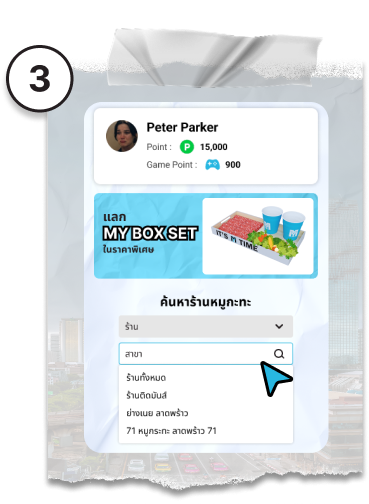 3
Peter Parker
Point : P 15,000
Game Point : 900
แลก
MY BOX SET
ในราคาพิเศษ
IT'S M TIME
ค้นหาร้านหมูกะทะ
ร้าน
สาขา
ร้านทั้งหมด
ร้านติดมันส์
ย่างเนย ลาดพร้าว
71 หมูกระทะ ลาดพร้าว 71